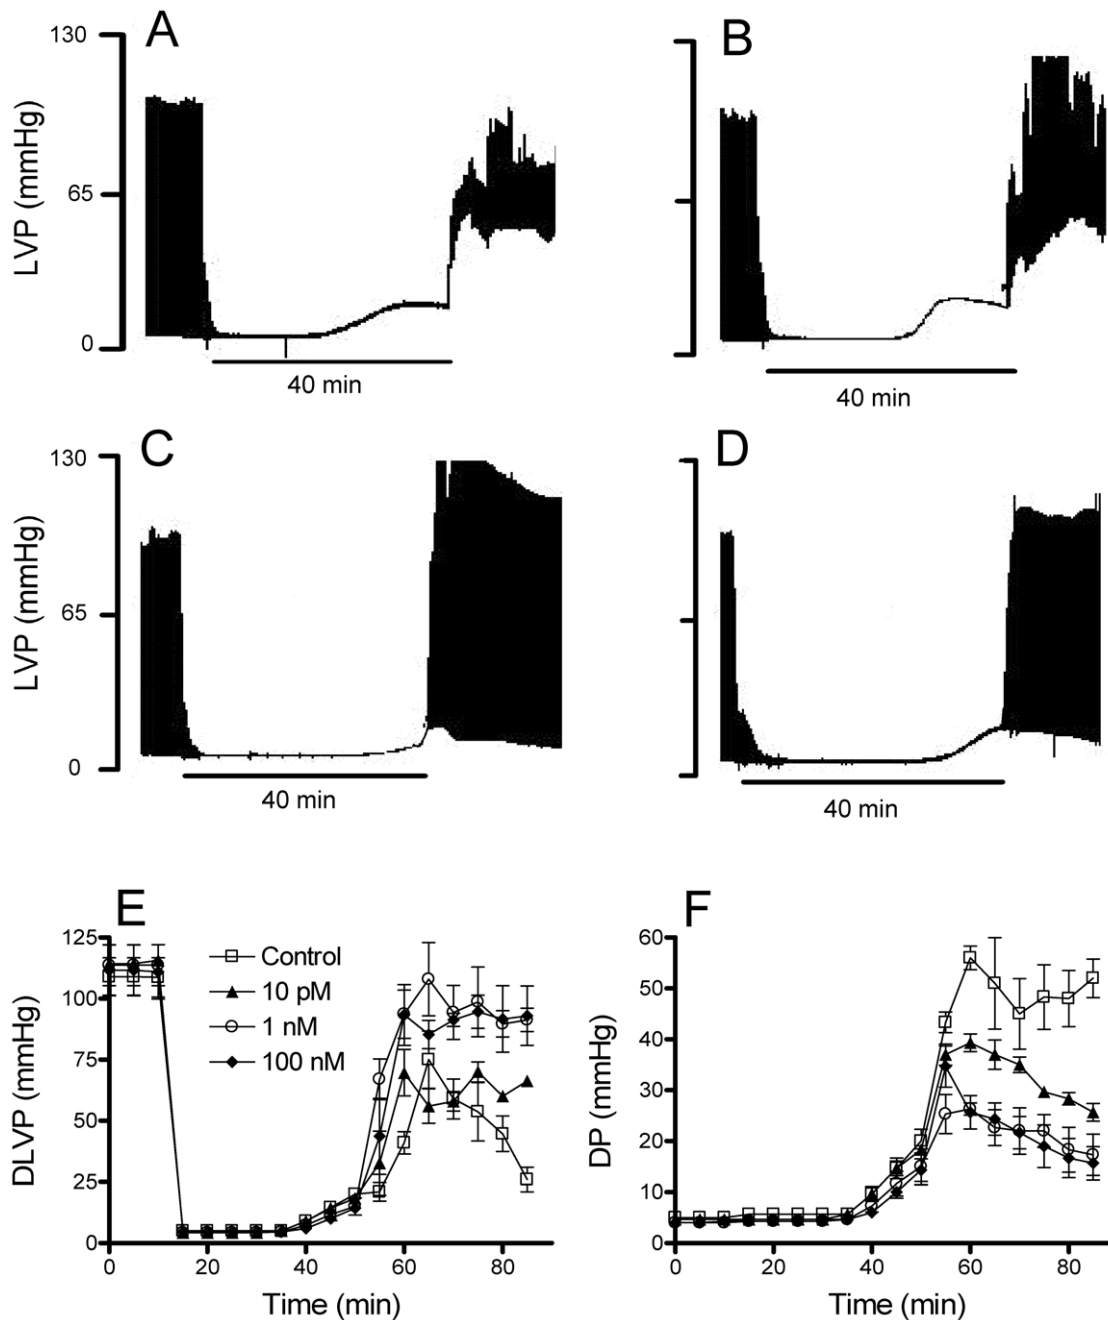 A
B
130
65
0
LVP (mmHg)
40 min
40 min
C
D
130
65
0
LVP (mmHg)
40 min
40 min
E
F
125
100
75
50
25
0
DLVP (mmHg)
Control
10 pM
1 nM
100 nM
0
20
40
60
80
Time (min)
60
50
40
30
20
10
0
DP (mmHg)
0
20
40
60
80
Time (min)